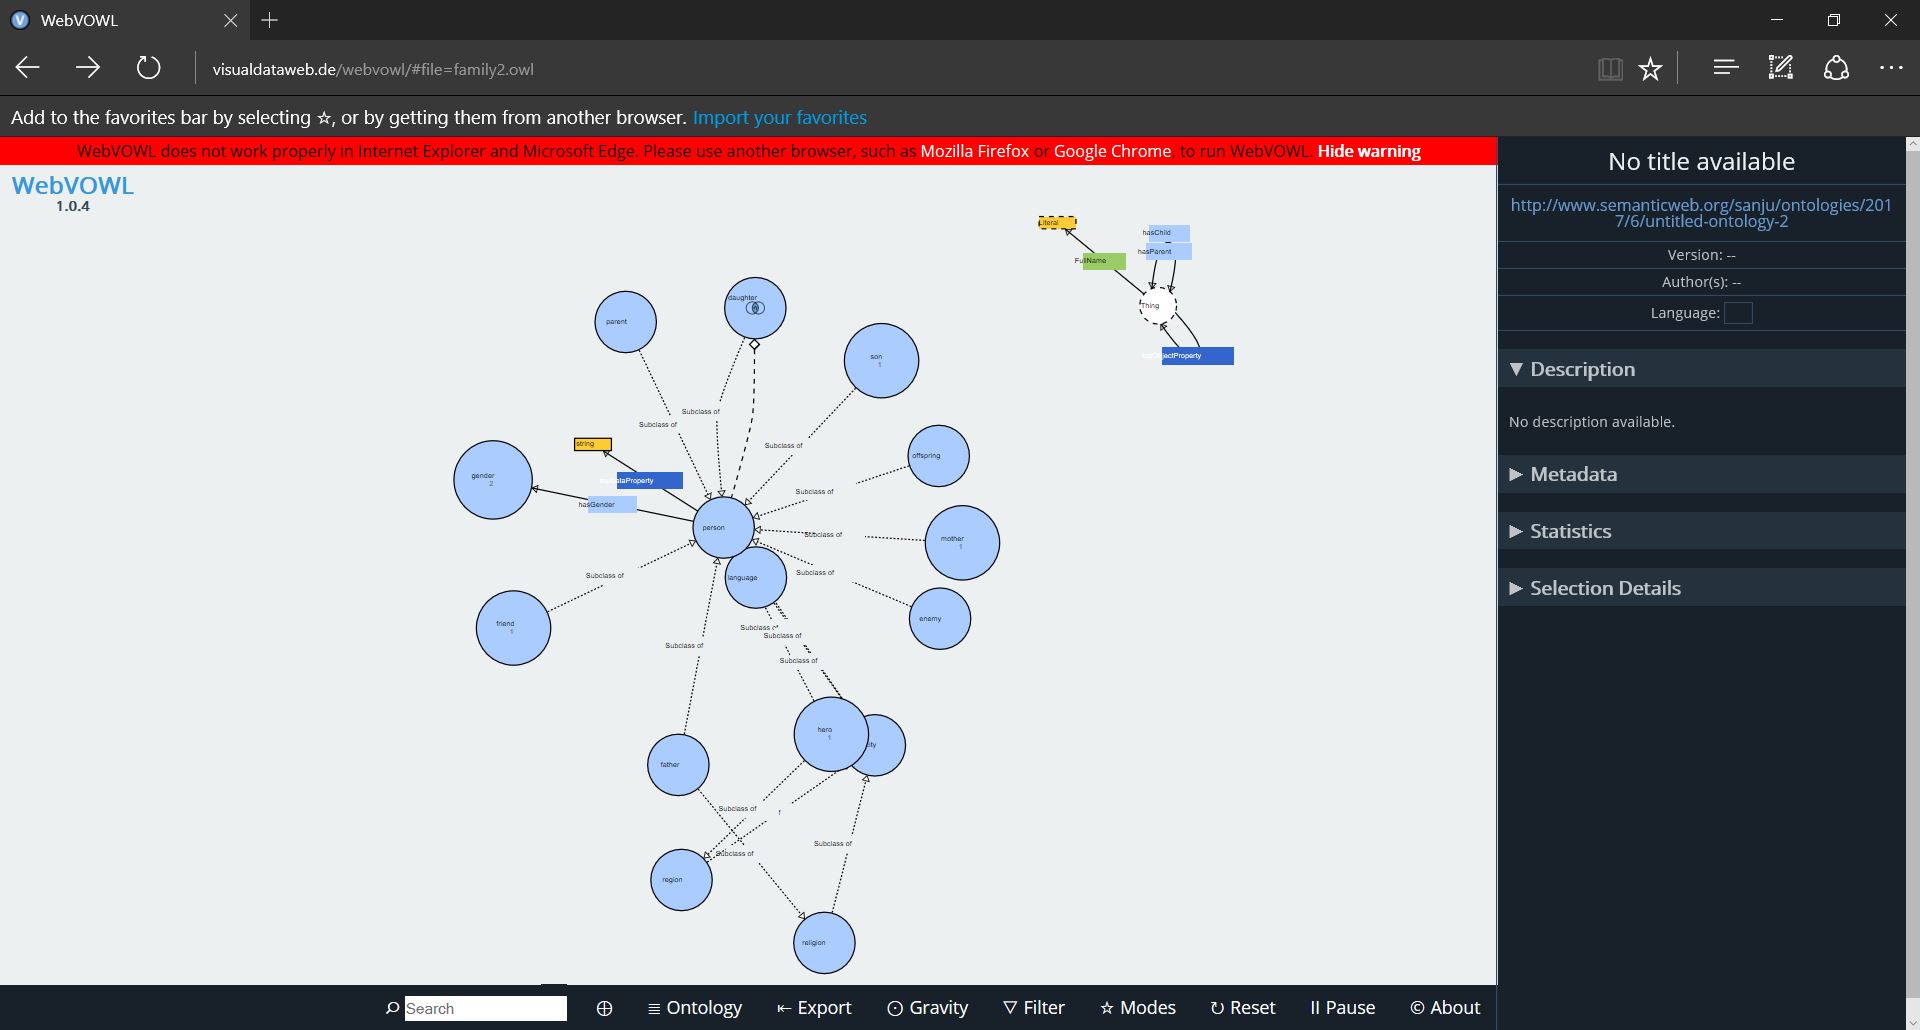 WebVOWL
visualdataweb.de/webvowl/#file=family2.owl
Add to the favorites bar by selecting ☆, or by getting them from another browser. Import your favorites
WebVOWL does not work properly in Internet Explorer and Microsoft Edge. Please use another browser, such as Mozilla Firefox or Google Chrome to run WebVOWL. Hide warning
WebVOWL
1.0.4
Literal
hasChild
hasParent
FullName
Thing
ectProperty
daughter
parent
son
1
Subclass of
Subclass of
string
Subclass of
offspring
gender
2
taProperty
hasGender
Subclass of
person
Subclass of
mother
1
Subclass of
language
Subclass of
friend
1
enemy
Subclass of
Subclass of
Subclass of
Subclass of
hero
1
ity
father
Subclass of
f
Subclass of
Subclass of
region
religion
Search
Ontology
Export
Gravity
Filter
Modes
Reset
Pause
© About
No title available
http://www.semanticweb.org/sanju/ontologies/201
7/6/untitled-ontology-2
Version: --
Author(s): --
Language:
Description
No description available.
Metadata
Statistics
Selection Details